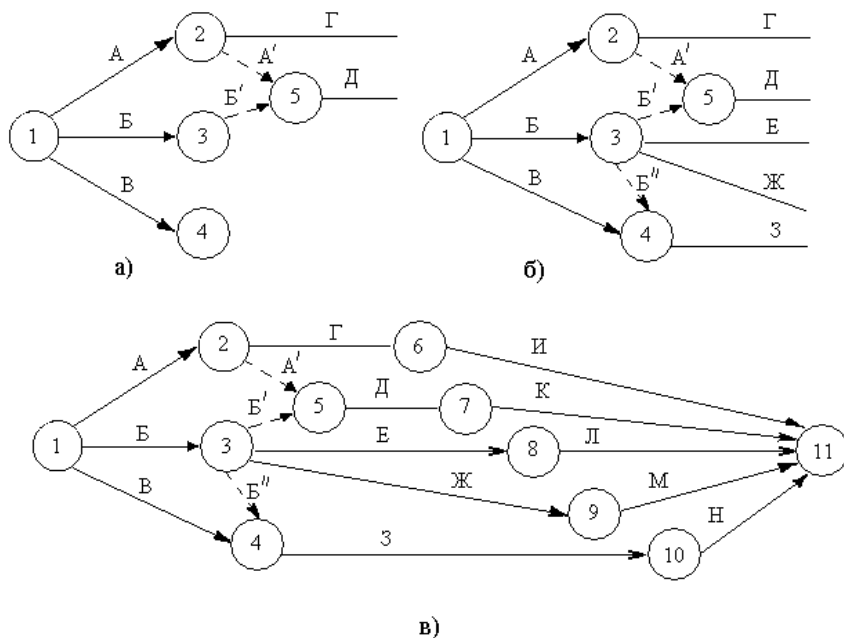 А
2
Г
А′
Б′
5
Д
1
Б
3
В
4
а)
А
2
Г
А′
Б′
5
Д
Е
1
Б
3
В
Б″
Ж
4
З
б)
А
2
Г
6
И
А′
Б′
5
Д
7
К
1
Б
3
Е
8
Л
11
В
Б″
Ж
9
М
4
З
10
Н
в)